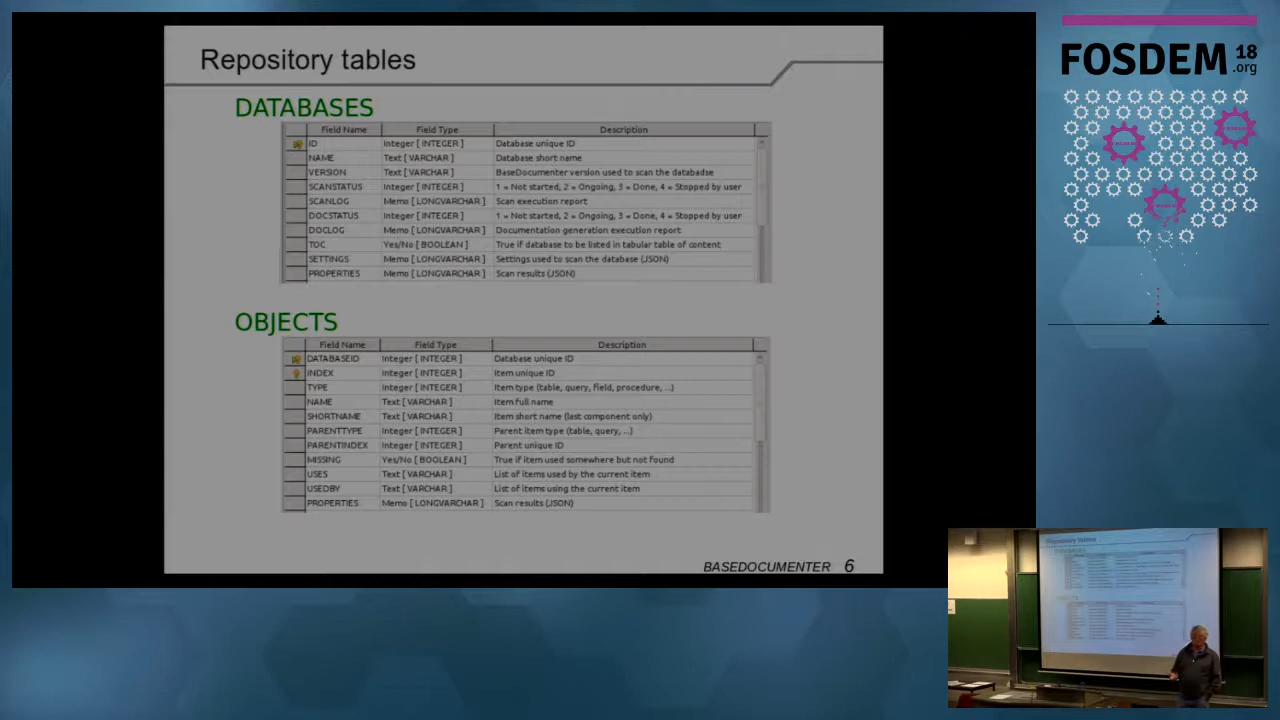 Repository tables
DATABASES
Field Name Field Type Description
ID Integer [ INTEGER ] Database unique ID
NAME Text [ VARCHAR ] Database short name
VERSION Text [ VARCHAR ] BaseDocumenter version used to scan the databadse
SCANSTATUS Integer [ INTEGER ] 1 = Not started, 2 = Ongoing, 3 = Done, 4 = Stopped by user
SCANLOG Memo [ LONGVARCHAR ] Scan execution report
DOCSTATUS Integer [ INTEGER ] 1 = Not started, 2 = Ongoing, 3 = Done, 4 = Stopped by user
DOCLOG Memo [ LONGVARCHAR ] Documentation generation execution report
TOC Yes/No [ BOOLEAN ] True if database to be listed in tabular table of content
SETTINGS Memo [ LONGVARCHAR ] Settings used to scan the database (JSON)
PROPERTIES Memo [ LONGVARCHAR ] Scan results (JSON)
OBJECTS
Field Name Field Type Description
DATABASEID Integer [ INTEGER ] Database unique ID
INDEX Integer [ INTEGER ] Item unique ID
TYPE Integer [ INTEGER ] Item type (table, query, field, procedure, ...)
NAME Text [ VARCHAR ] Item full name
SHORTNAME Text [ VARCHAR ] Item short name (last component only)
PARENTTYPE Integer [ INTEGER ] Parent item type (table, query, ...)
PARENTINDEX Integer [ INTEGER ] Parent unique ID
MISSING Yes/No [ BOOLEAN ] True if item used somewhere but not found
USES Text [ VARCHAR ] List of items used by the current item
USEDBY Text [ VARCHAR ] List of items using the current item
PROPERTIES Memo [ LONGVARCHAR ] Scan results (JSON)
BASEDOCUMENTER 6
FOSDEM 18
.org
Repository tables